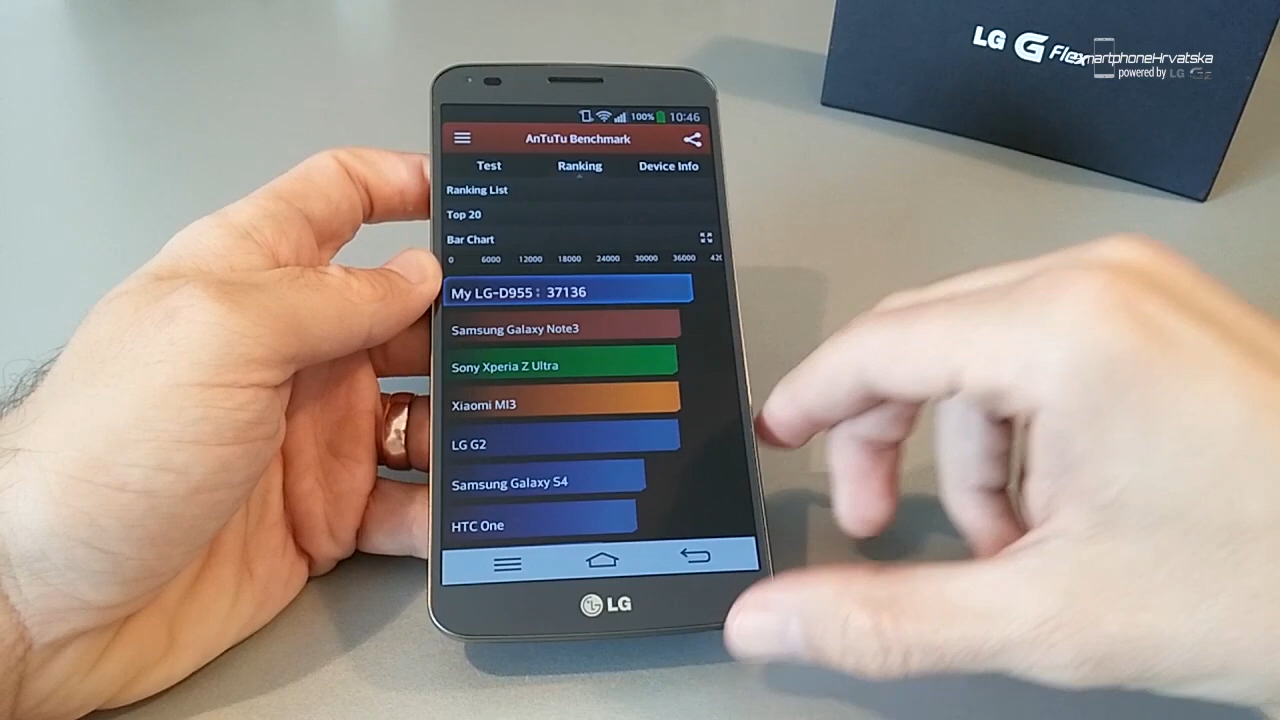 LG G Flex
smartphoneHrvatska
powered by LG G2
100% 10:46
AnTuTu Benchmark
Test Ranking Device Info
Ranking List
Top 20
Bar Chart
0 6000 12000 18000 24000 30000 36000 420
My LG-D955: 37136
Samsung Galaxy Note3
Sony Xperia Z Ultra
Xiaomi MI3
LG G2
Samsung Galaxy S4
HTC One
LG